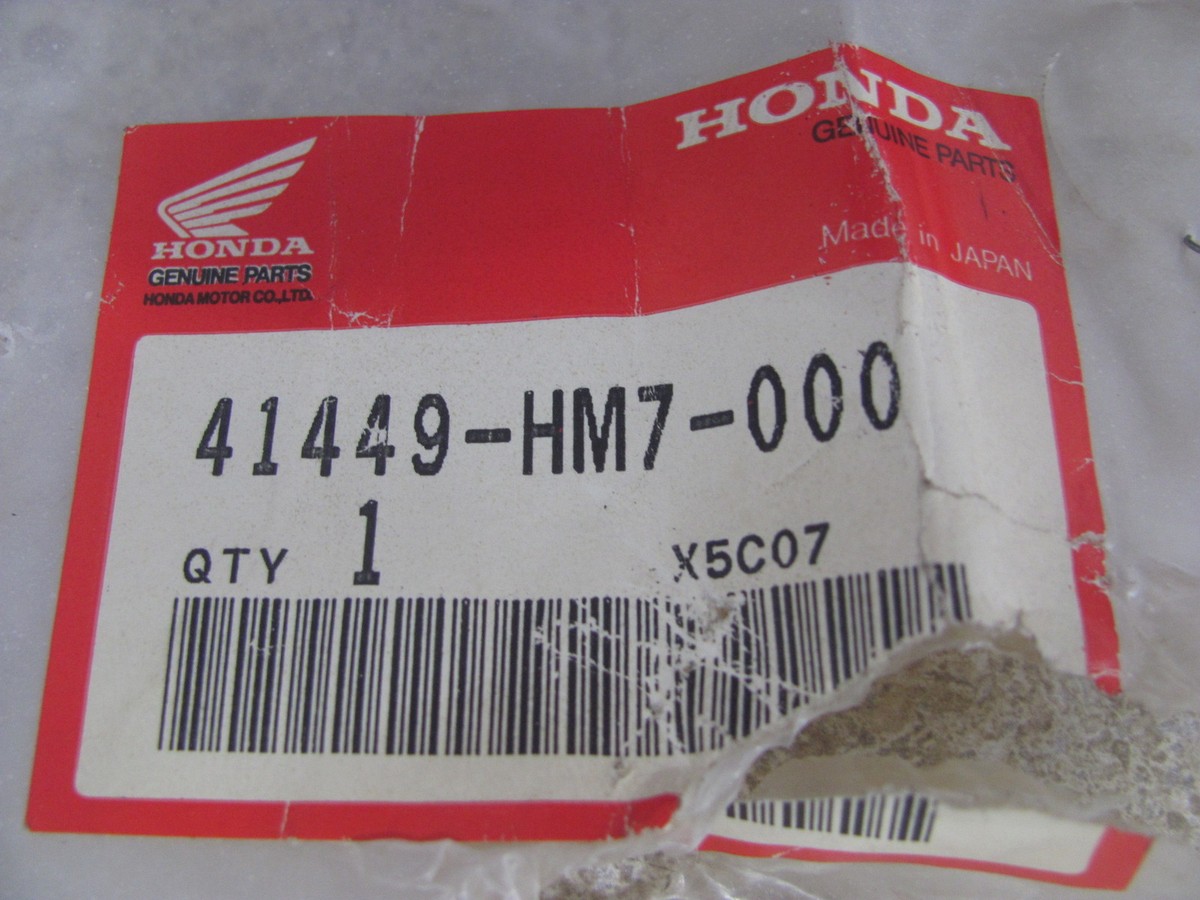 HONDA
GENUINE PARTS
Made in JAPAN
HONDA
GENUINE PARTS
HONDA MOTOR CO.,LTD.
41449-HM7-000
QTY 1
X5C07